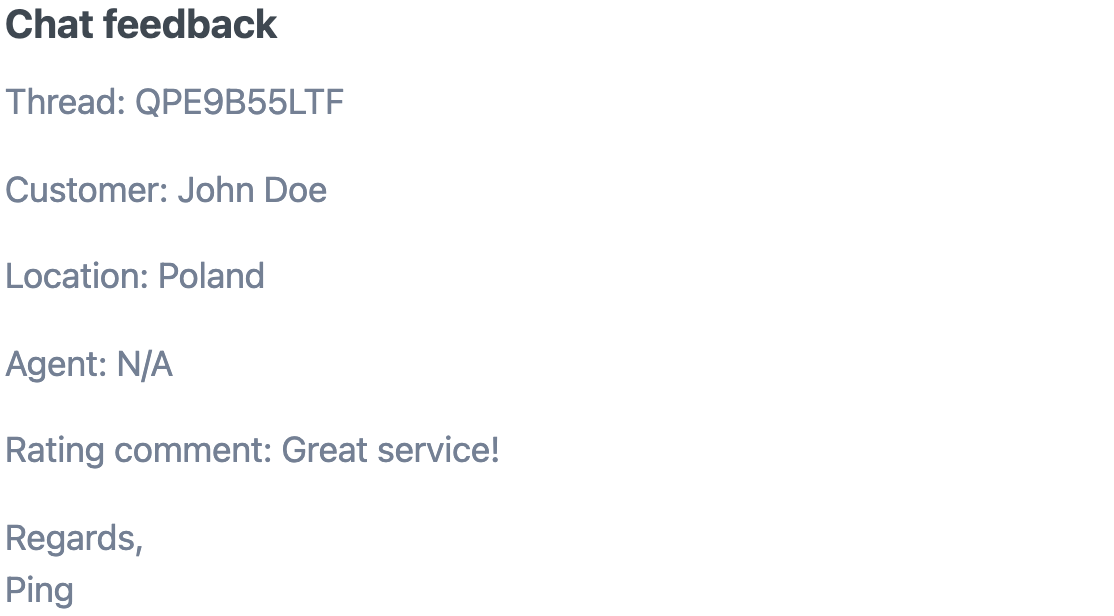 Chat feedback
Thread: QPE9B55LTF
Customer: John Doe
Location: Poland
Agent: N/A
Rating comment: Great service!
Regards,
Ping